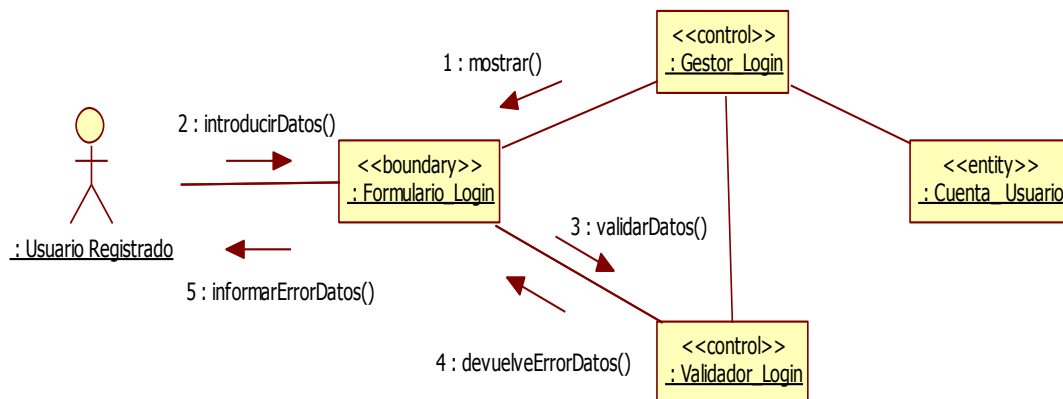 <<control>>
: Gestor_Login
1 : mostrar()
2 : introducirDatos()
<<boundary>>
: Formulario_Login
<<entity>>
: Cuenta_Usuario
: Usuario Registrado
3 : validarDatos()
5 : informarErrorDatos()
4 : devuelveErrorDatos()
<<control>>
: Validador_Login